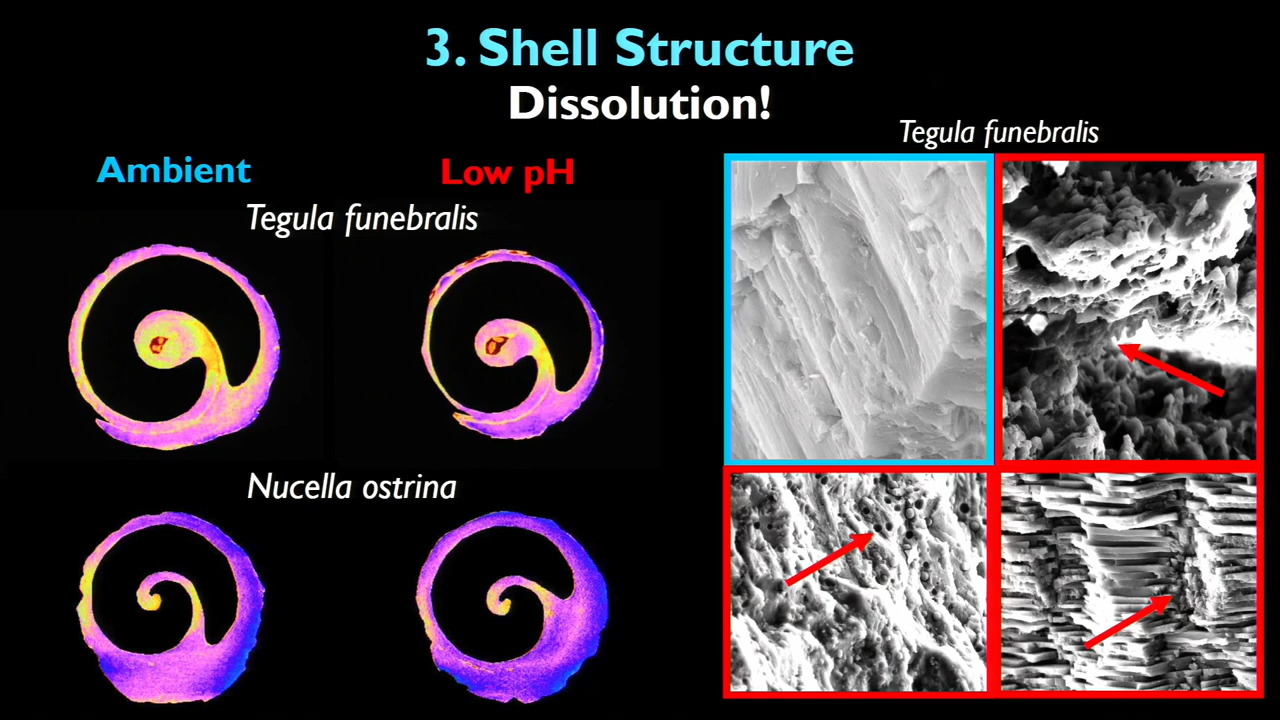 3. Shell Structure
Dissolution!
Tegula funebralis
Ambient
Low pH
Tegula funebralis
Nucella ostrina